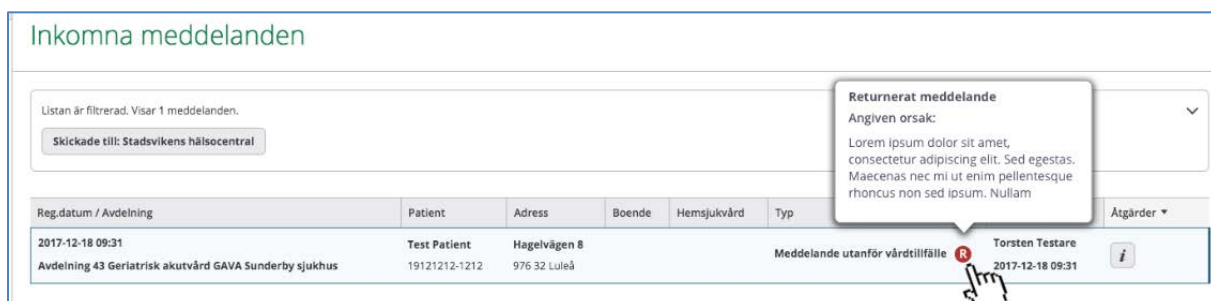 Inkomna meddelanden
Listan är filtrerad. Visar 1 meddelanden.
Skickade till: Stadsvikens hälsocentral
Returnerat meddelande
Angiven orsak:
Lorem ipsum dolor sit amet,
consectetur adipiscing elit. Sed egestas.
Maecenas nec mi ut enim pellentesque
rhoncus non sed ipsum. Nullam
Reg.datum / Avdelning Patient Adress Boende Hemsjukvård Typ Åtgärder
2017-12-18 09:31 Test Patient Hagelvägen 8 Meddelande utanför vårdtillfälle R Torsten Testare i
Avdelning 43 Geriatrisk akutvård GAVA Sunderby sjukhus 19121212-1212 976 32 Luleå 2017-12-18 09:31